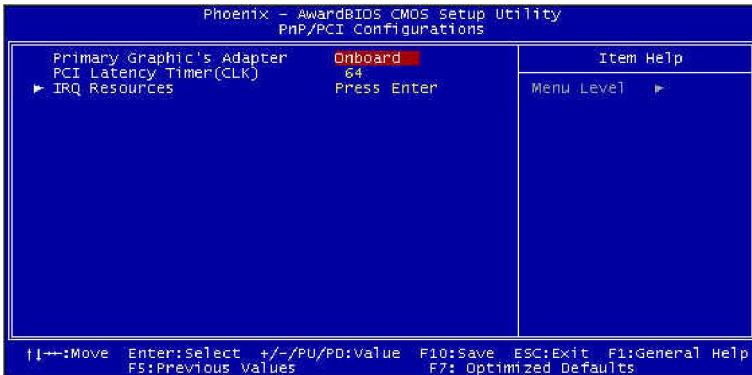 Phoenix - AwardBIOS CMOS Setup Utility
PnP/PCI Configurations
Primary Graphic's Adapter Onboard
PCI Latency Timer(CLK) 64
► IRQ Resources Press Enter
Item Help
Menu Level ►
↑↓→←:Move Enter:Select +/-/PU/PD:Value F10:Save ESC:Exit F1:General Help
F5:Previous Values F7: Optimized Defaults